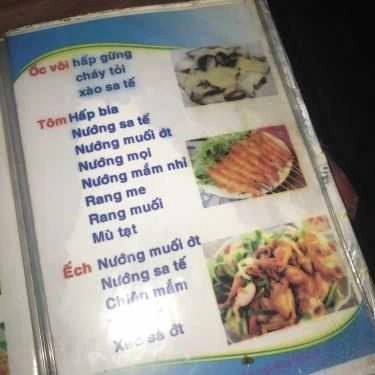 Ốc vôi hấp gừng
cháy tỏi
xào sa tế
Tôm Hấp bia
Nướng sa tế
Nướng muối ớt
Nướng mọi
Nướng mắm nhỉ
Rang me
Rang muối
Mù tạt
Ếch Nướng muối ớt
Nướng sa tế
Chiên mắm
Xào sả ớt